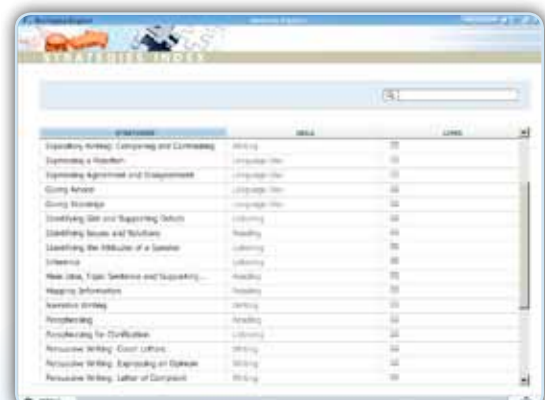 STRATEGIES INDEX
STRATEGIES SKILL LINKS
Expository Writing: Comparing and Contrasting Writing
Expressing a Reaction Language Use
Expressing Agreement and Disagreement Language Use
Giving Advice Language Use
Giving Warnings Language Use
Identifying Gist and Supporting Details Listening
Identifying Issues and Solutions Reading
Identifying the Attitudes of a Speaker Listening
Inference Listening
Main Idea, Topic Sentence and Supporting ... Reading
Mapping Information Reading
Narrative Writing Writing
Paraphrasing Reading
Paraphrasing for Clarification Listening
Persuasive Writing: Cover Letters Writing
Persuasive Writing: Expressing an Opinion Writing
Persuasive Writing: Letter of Complaint Writing